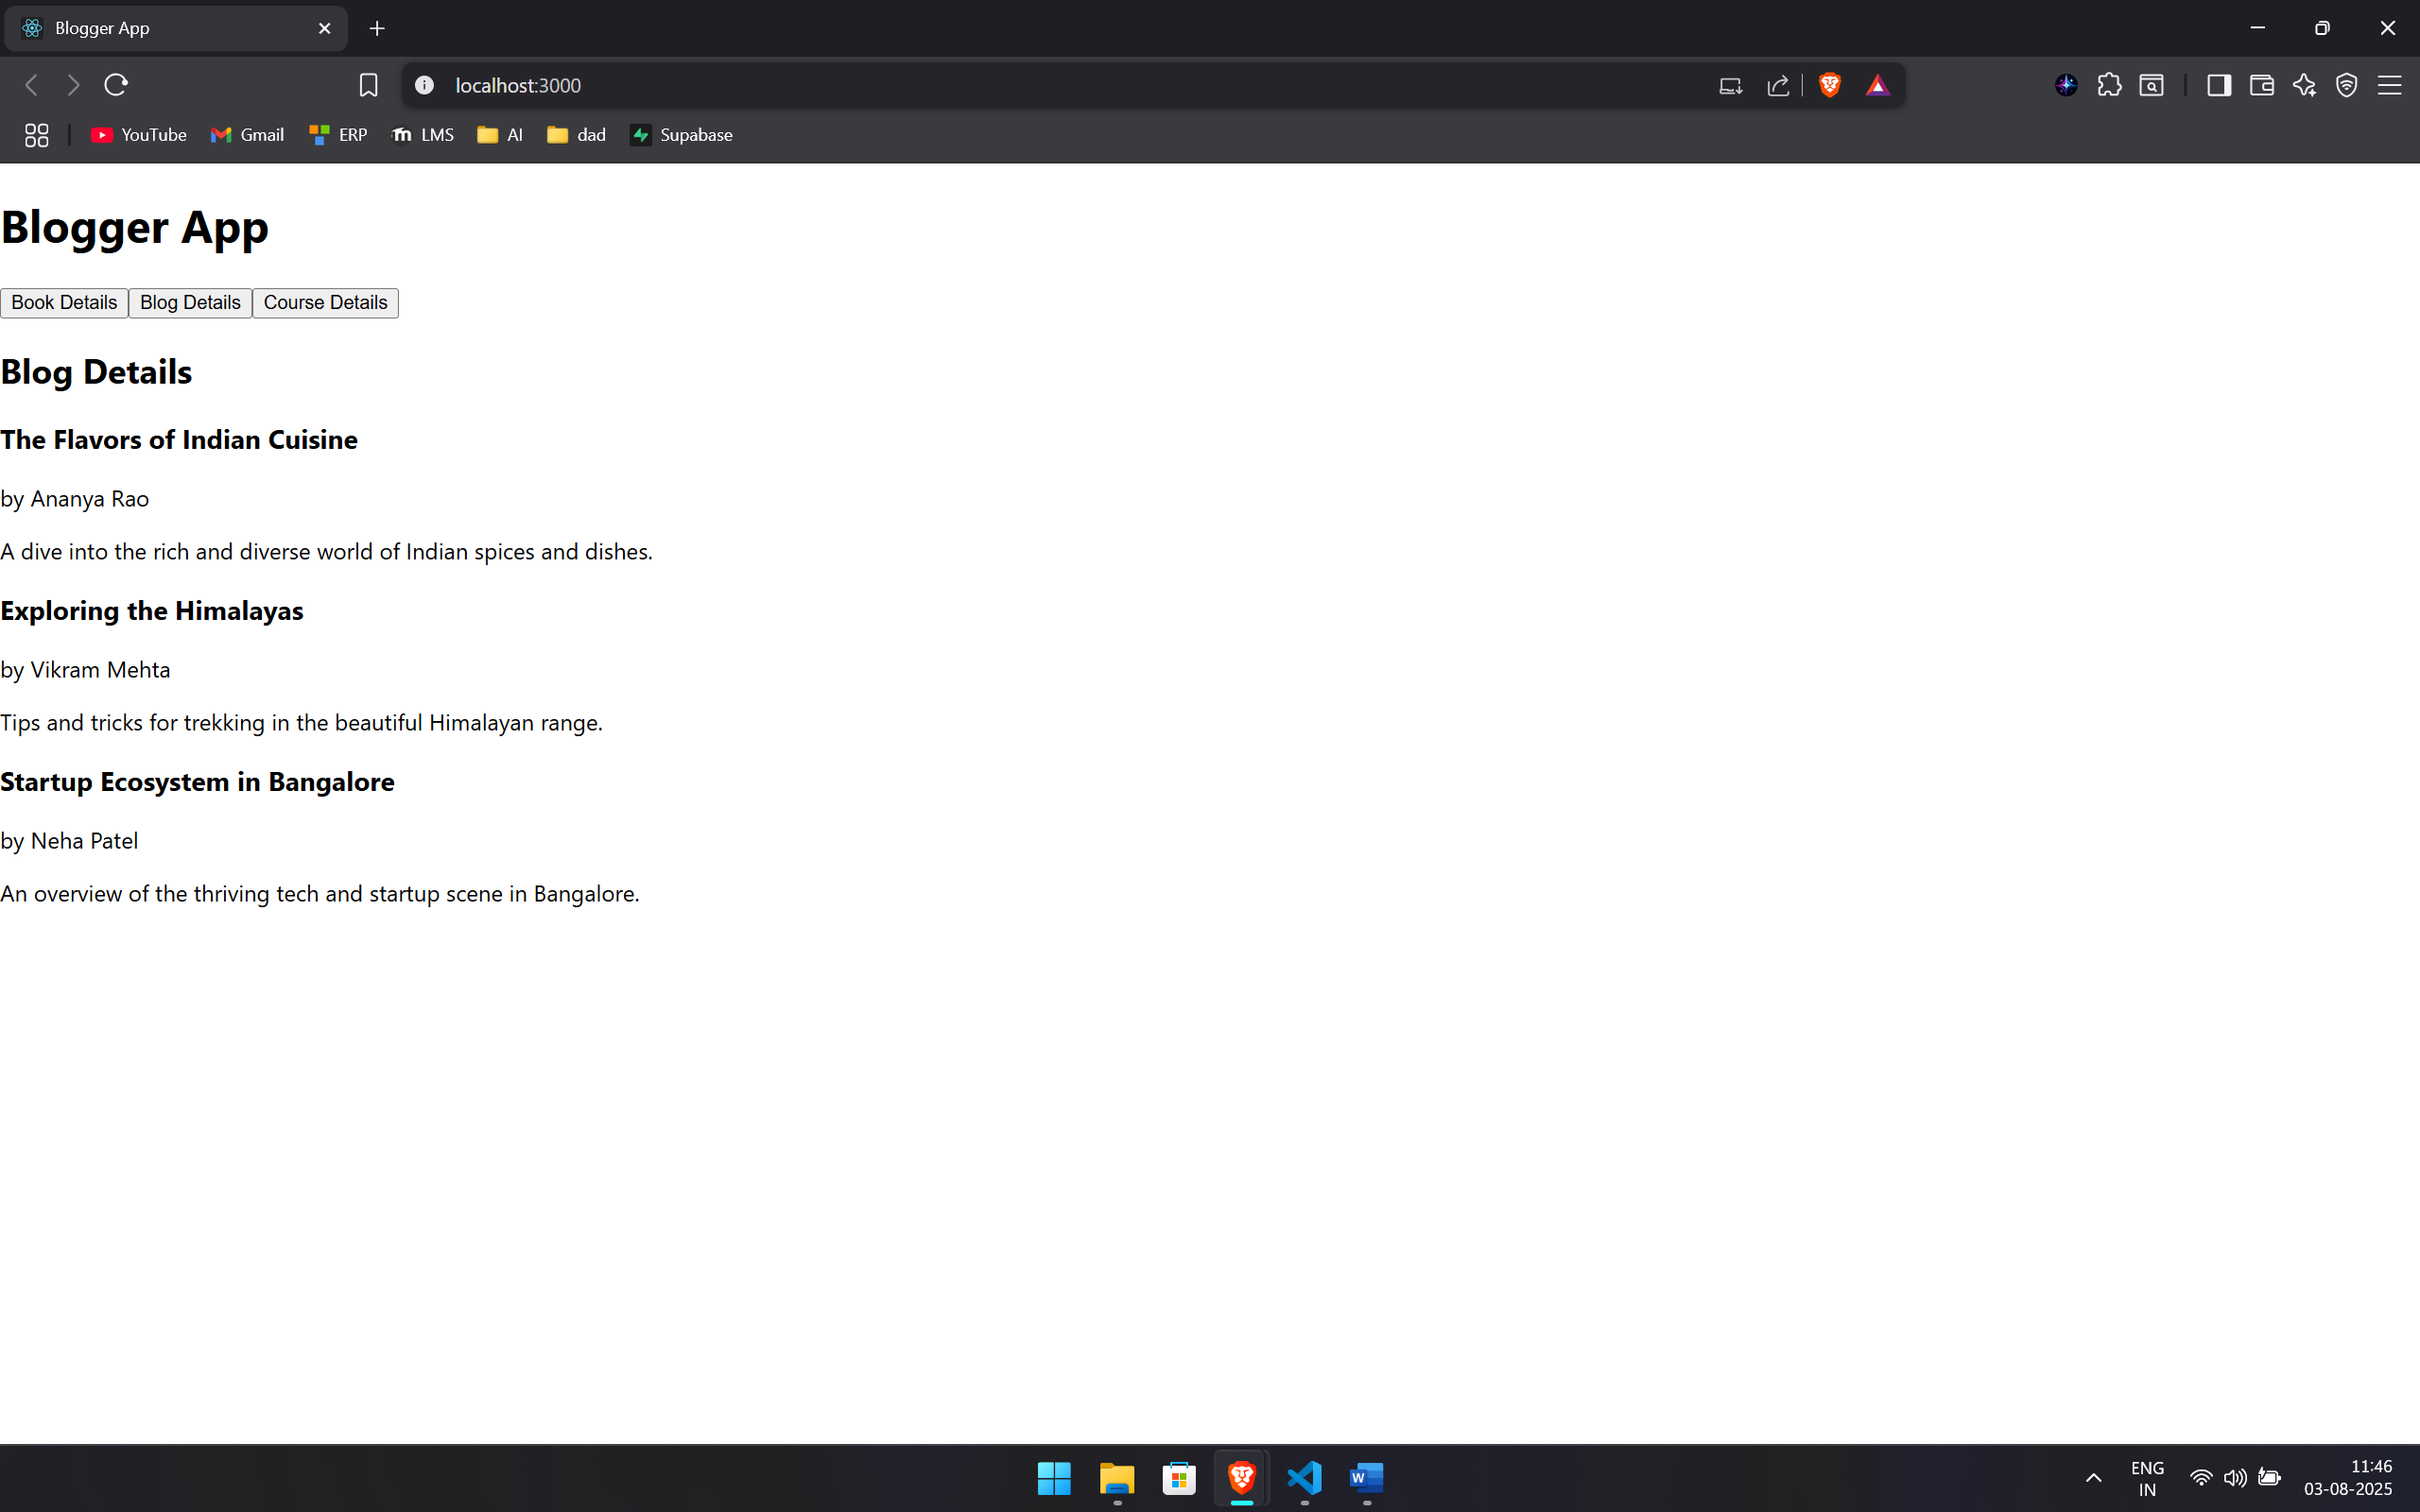 Blogger App
localhost:3000
YouTube Gmail ERP LMS AI dad Supabase
Blogger App
Book Details Blog Details Course Details
Blog Details
The Flavors of Indian Cuisine
by Ananya Rao
A dive into the rich and diverse world of Indian spices and dishes.
Exploring the Himalayas
by Vikram Mehta
Tips and tricks for trekking in the beautiful Himalayan range.
Startup Ecosystem in Bangalore
by Neha Patel
An overview of the thriving tech and startup scene in Bangalore.
ENG 11:46
IN 03-08-2025